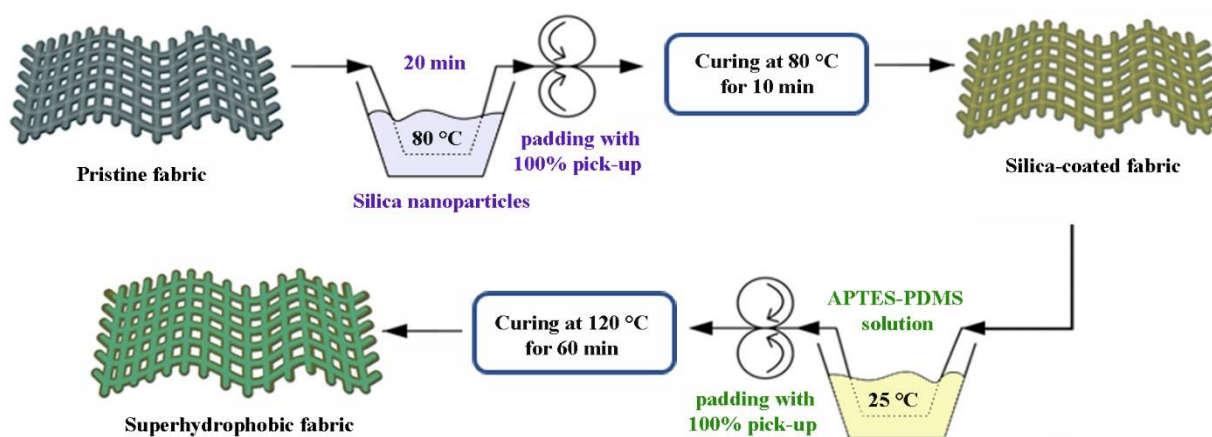 Pristine fabric
20 min
80 °C
Silica nanoparticles
padding with
100% pick-up
Curing at 80 °C
for 10 min
Silica-coated fabric
APTES-PDMS
solution
25 °C
padding with
100% pick-up
Curing at 120 °C
for 60 min
Superhydrophobic fabric